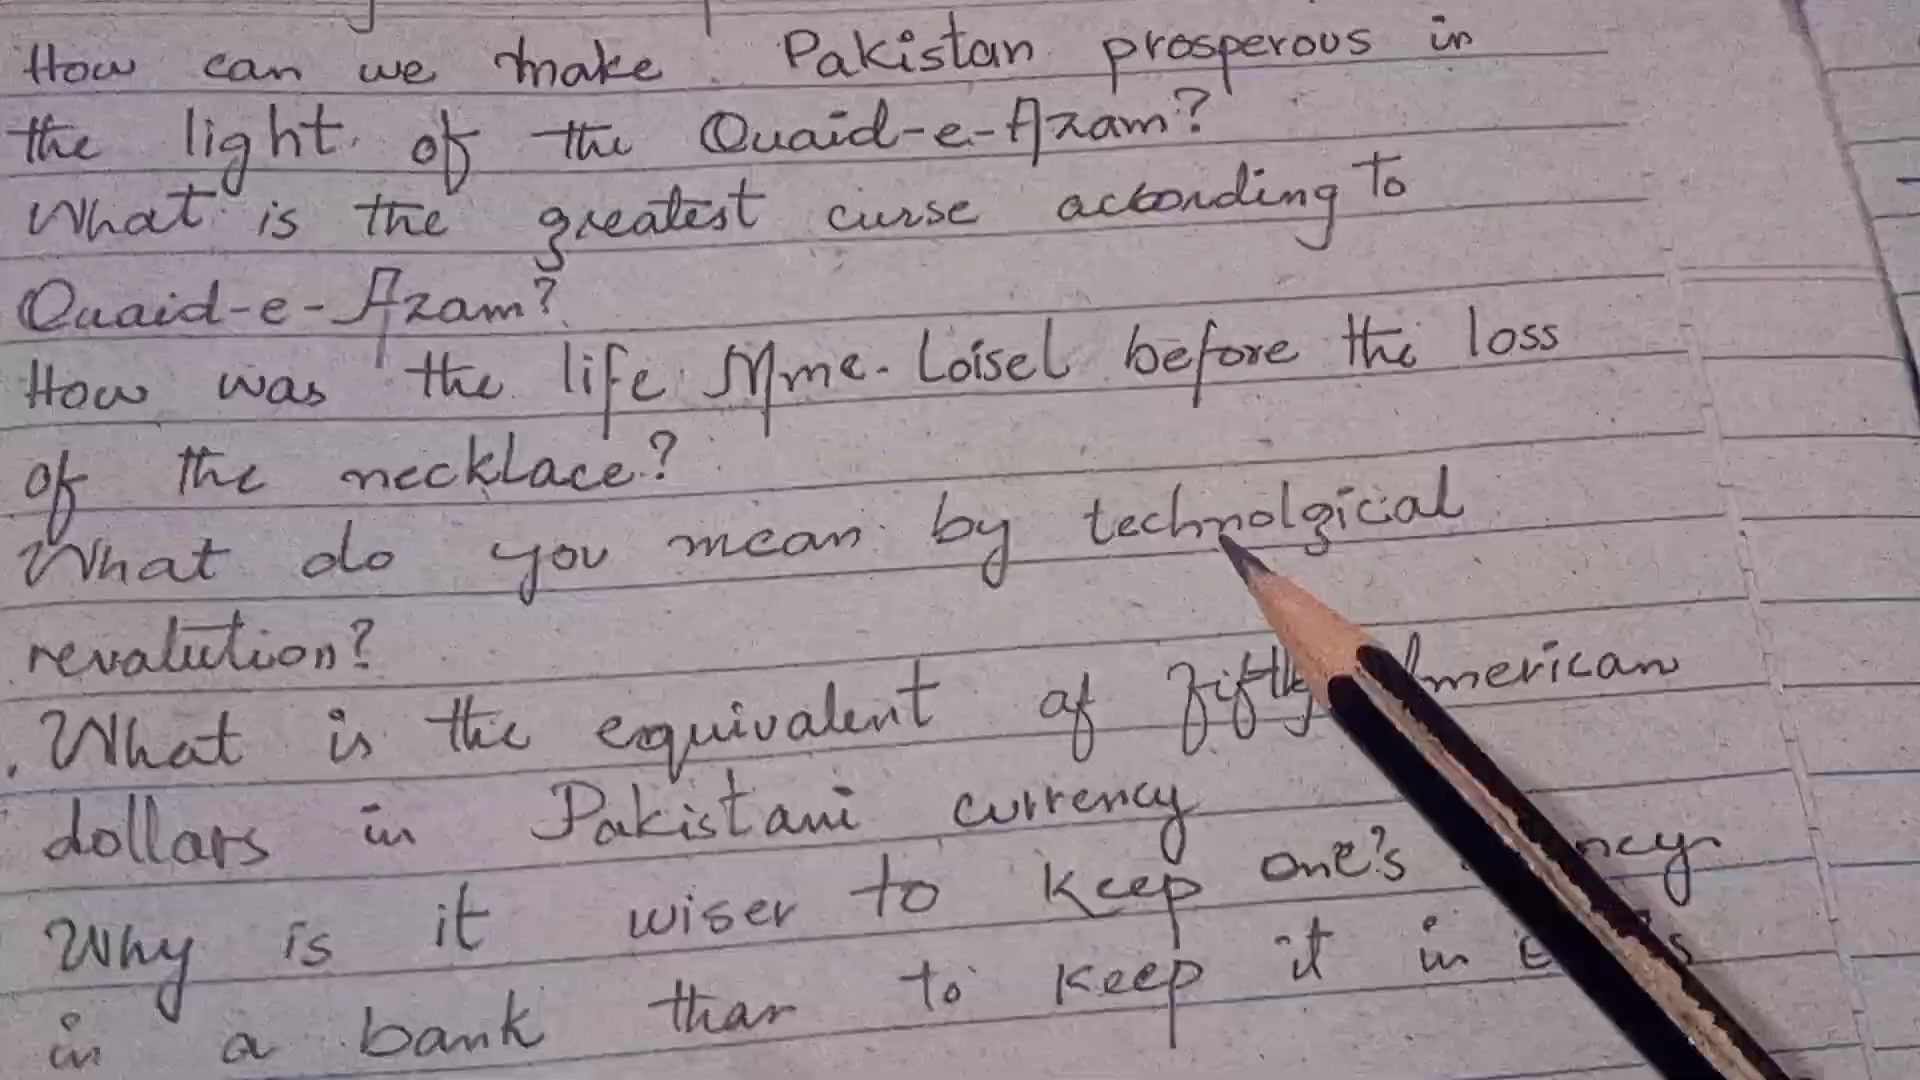 How can we make Pakistan prosperous in
the light of the Quaid-e-Azam?
What is the greatest curse according to
Quaid-e-Azam?
How was the life Mme. Loisel before the loss
of the necklace?
What do you mean by technolgical
revalution?
What is the equivalent of fifty American
dollars in Pakistani currency
Why is it wiser to keep one's
in a bank than to keep it in